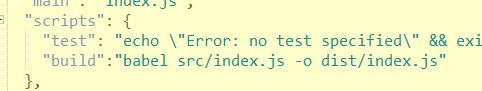 "main": "index.js",
"scripts": {
"test": "echo \"Error: no test specified\" && exi
"build":"babel src/index.js -o dist/index.js"
},